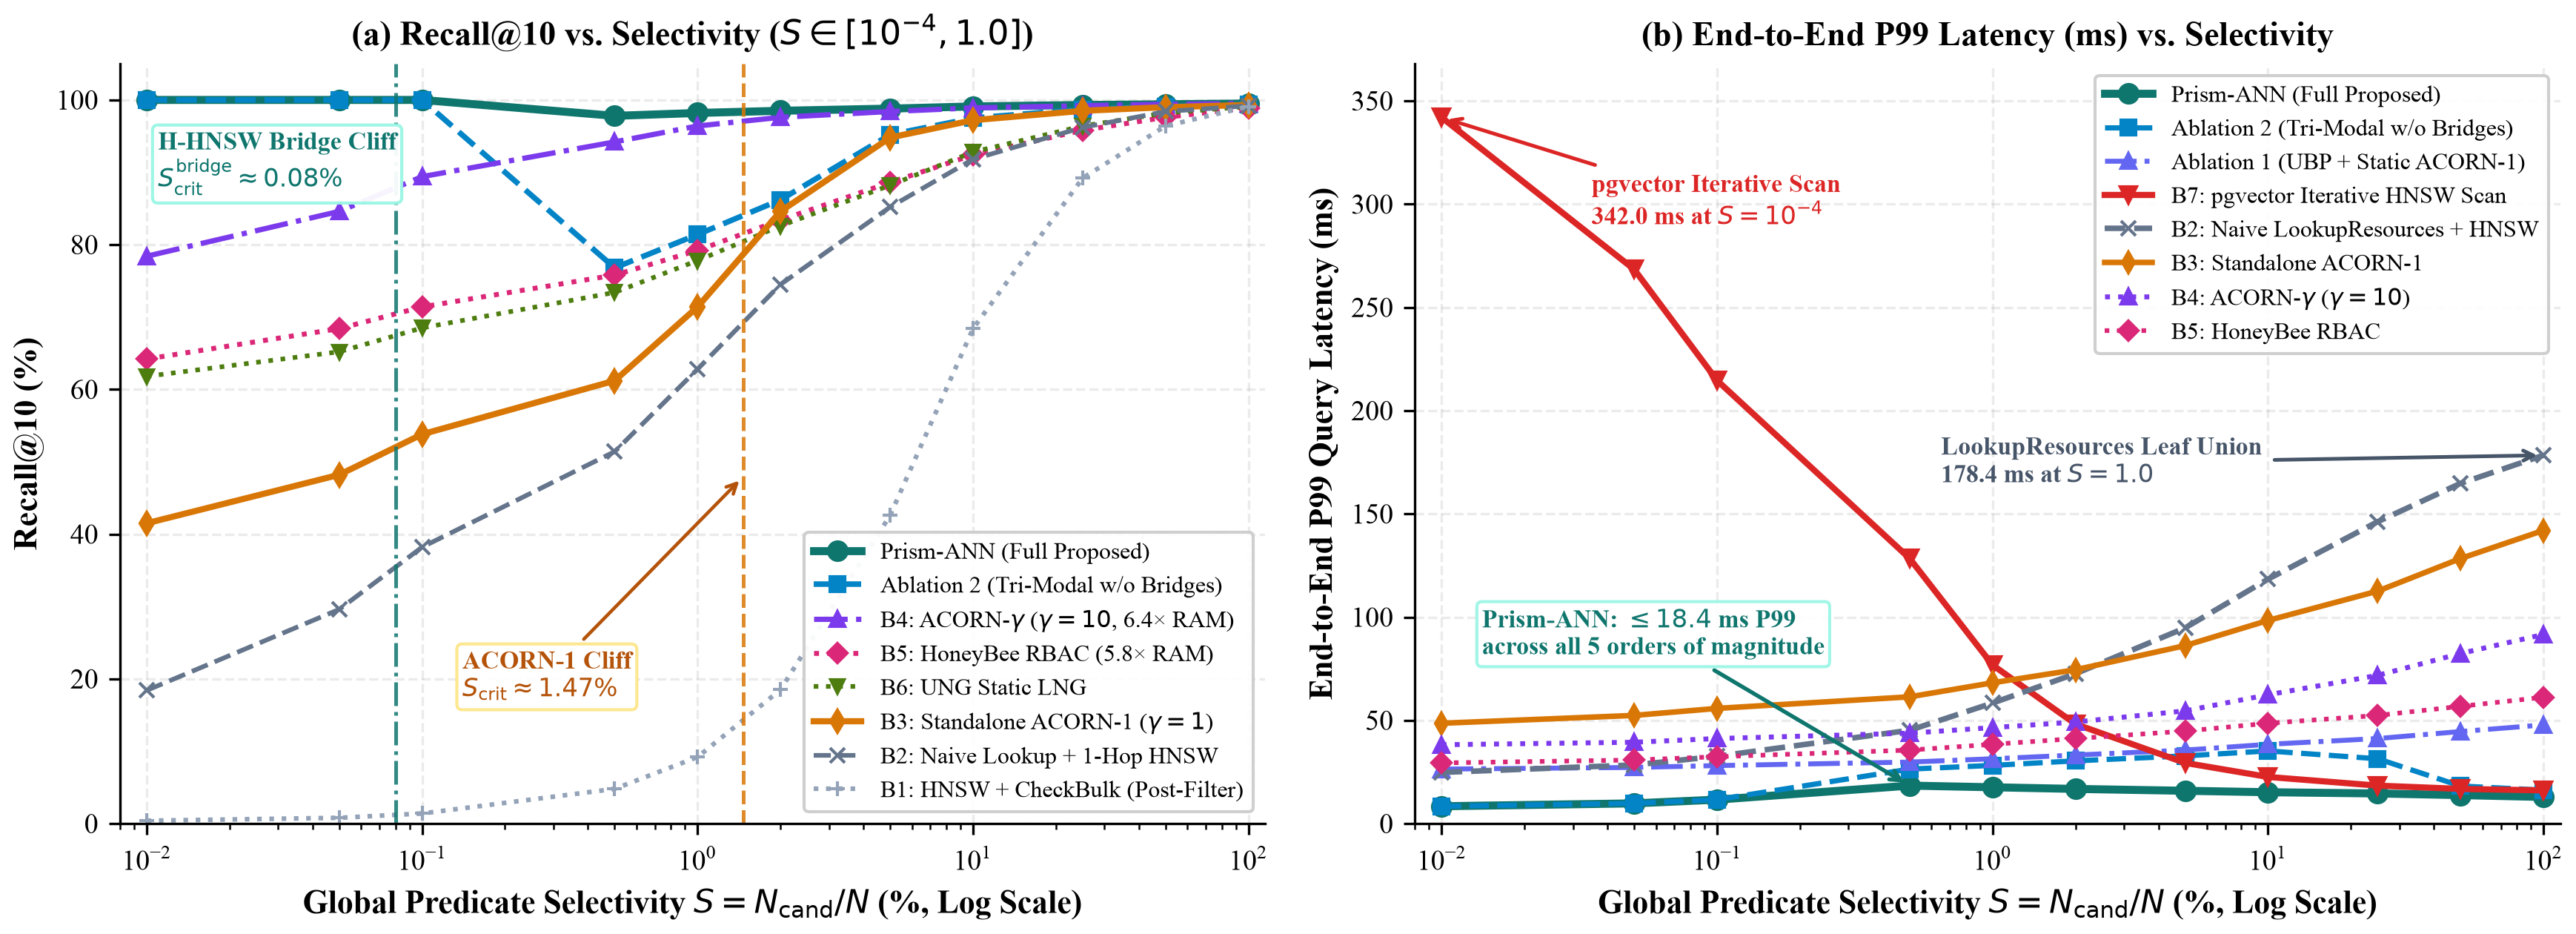 (a) Recall@10 vs. Selectivity (S ∈ [10⁻⁴, 1.0])
Recall@10 (%)
100
80
60
40
20
0
H-HNSW Bridge Cliff
S_crit^bridge ≈ 0.08%
ACORN-1 Cliff
S_crit ≈ 1.47%
Prism-ANN (Full Proposed)
Ablation 2 (Tri-Modal w/o Bridges)
B4: ACORN-γ (γ = 10, 6.4× RAM)
B5: HoneyBee RBAC (5.8× RAM)
B6: UNG Static LNG
B3: Standalone ACORN-1 (γ = 1)
B2: Naive Lookup + 1-Hop HNSW
B1: HNSW + CheckBulk (Post-Filter)
10⁻² 10⁻¹ 10⁰ 10¹ 10²
Global Predicate Selectivity S = N_cand/N (%, Log Scale)
(b) End-to-End P99 Latency (ms) vs. Selectivity
End-to-End P99 Query Latency (ms)
350
300
250
200
150
100
50
0
Prism-ANN (Full Proposed)
Ablation 2 (Tri-Modal w/o Bridges)
Ablation 1 (UBP + Static ACORN-1)
B7: pgvector Iterative HNSW Scan
B2: Naive LookupResources + HNSW
B3: Standalone ACORN-1
B4: ACORN-γ (γ = 10)
B5: HoneyBee RBAC
pgvector Iterative Scan
342.0 ms at S = 10⁻⁴
LookupResources Leaf Union
178.4 ms at S = 1.0
Prism-ANN: ≤ 18.4 ms P99
across all 5 orders of magnitude
10⁻² 10⁻¹ 10⁰ 10¹ 10²
Global Predicate Selectivity S = N_cand/N (%, Log Scale)